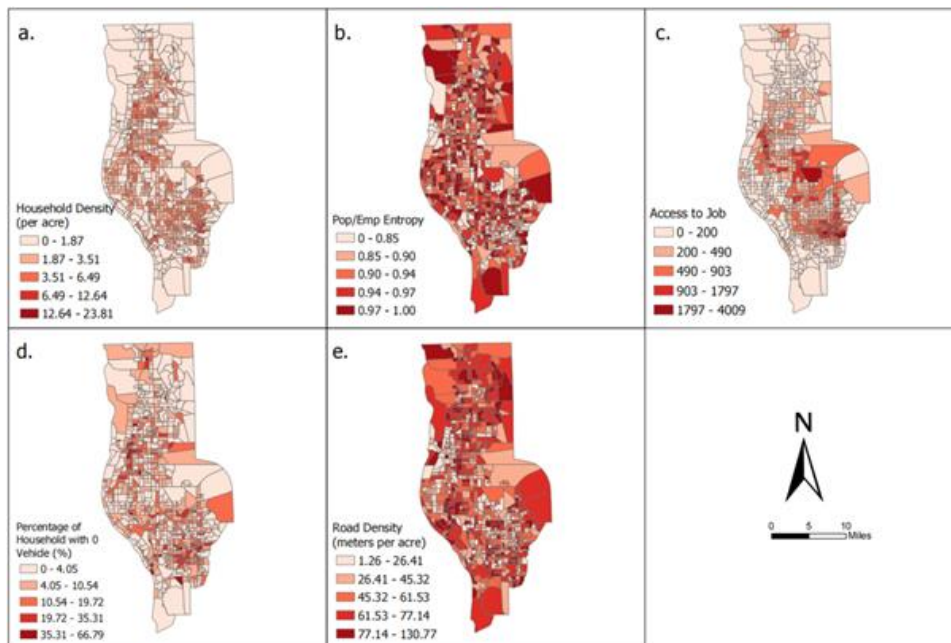 a.
Household Density
(per acre)
0 - 1.87
1.87 - 3.51
3.51 - 6.49
6.49 - 12.64
12.64 - 23.81
b.
Pop/Emp Entropy
0 - 0.85
0.85 - 0.90
0.90 - 0.94
0.94 - 0.97
0.97 - 1.00
c.
Access to Job
0 - 200
200 - 490
490 - 903
903 - 1797
1797 - 4009
d.
Percentage of
Household with 0
Vehicle (%)
0 - 4.05
4.05 - 10.54
10.54 - 19.72
19.72 - 35.31
35.31 - 66.79
e.
Road Density
(meters per acre)
1.26 - 26.41
26.41 - 45.32
45.32 - 61.53
61.53 - 77.14
77.14 - 130.77
N
0 5 10
Miles